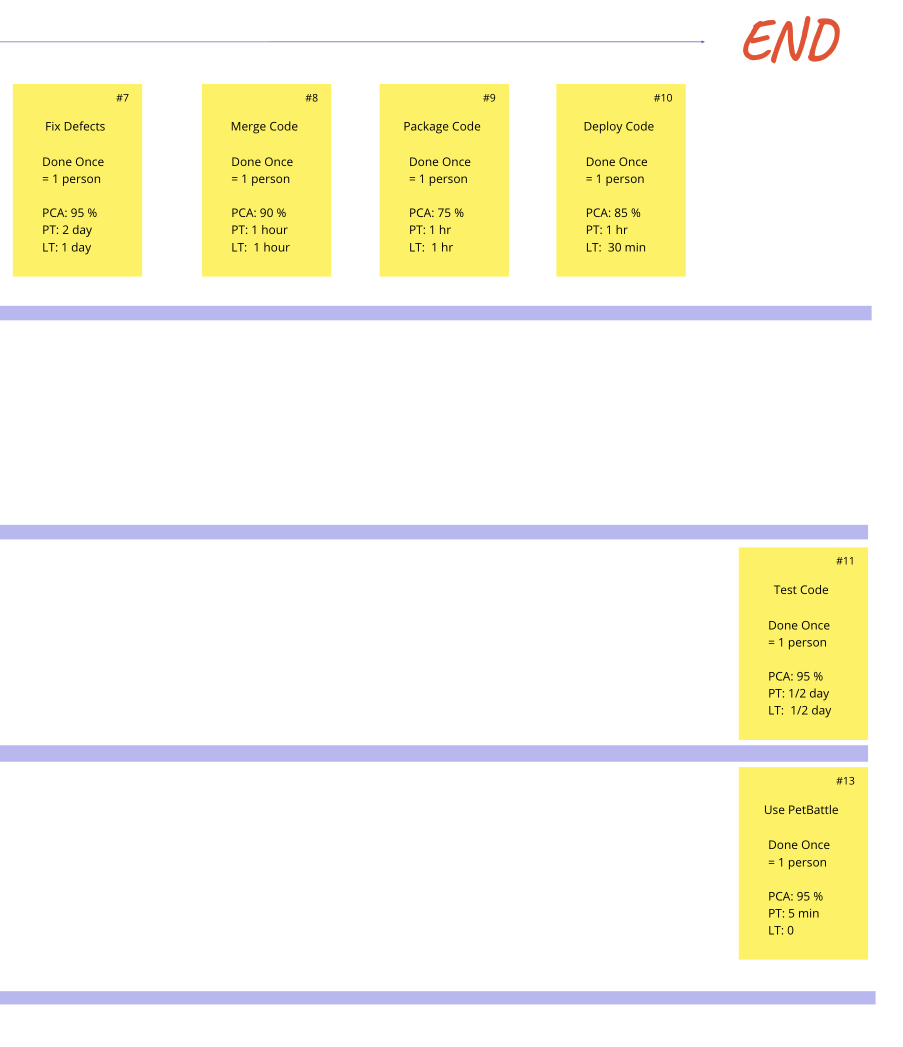 END
#7
Fix Defects
Done Once
= 1 person
PCA: 95 %
PT: 2 day
LT: 1 day
#8
Merge Code
Done Once
= 1 person
PCA: 90 %
PT: 1 hour
LT:  1 hour
#9
Package Code
Done Once
= 1 person
PCA: 75 %
PT: 1 hr
LT:  1 hr
#10
Deploy Code
Done Once
= 1 person
PCA: 85 %
PT: 1 hr
LT:  30 min
#11
Test Code
Done Once
= 1 person
PCA: 95 %
PT: 1/2 day
LT:  1/2 day
#13
Use PetBattle
Done Once
= 1 person
PCA: 95 %
PT: 5 min
LT: 0